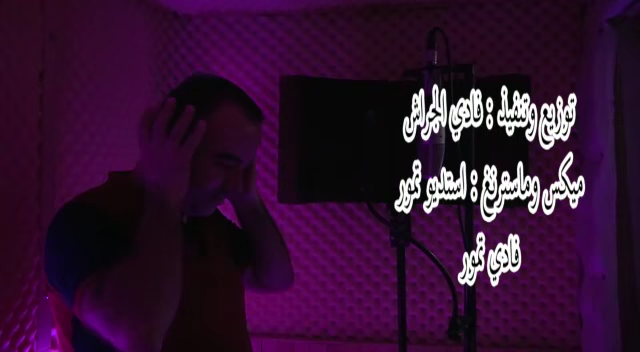 توزيع وتنفيذ : فادي الجراش
ميكس وماسترنغ : استديو تمور
فادي تمور